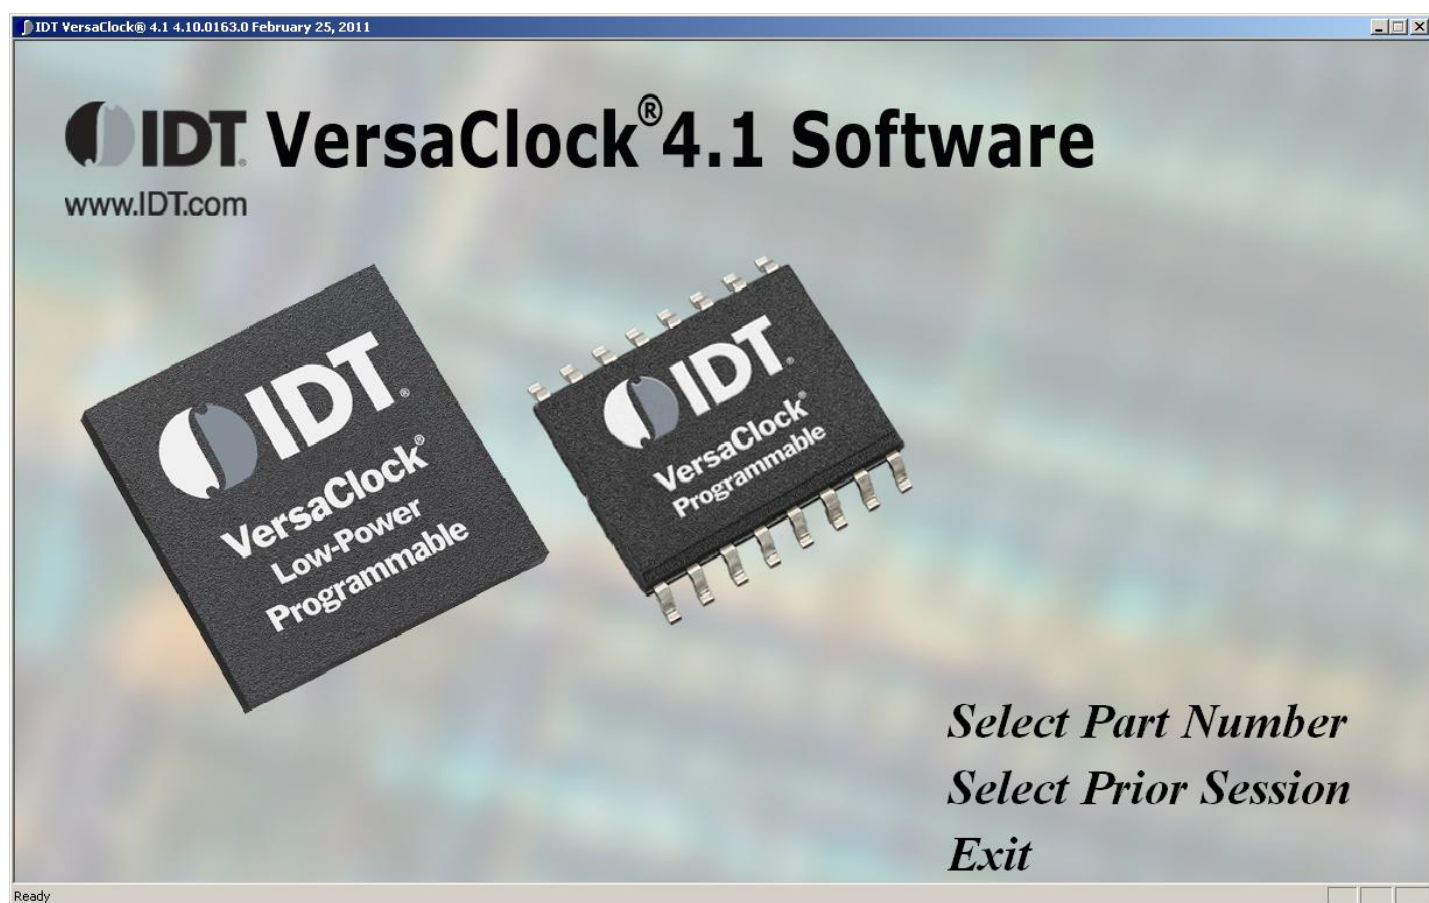 IDT VersaClock® 4.1 4.10.0163.0 February 25, 2011
IDT® VersaClock®4.1 Software
www.IDT.com
IDT®
VersaClock®
Low-Power
Programmable
IDT®
VersaClock®
Programmable
Select Part Number
Select Prior Session
Exit
Ready